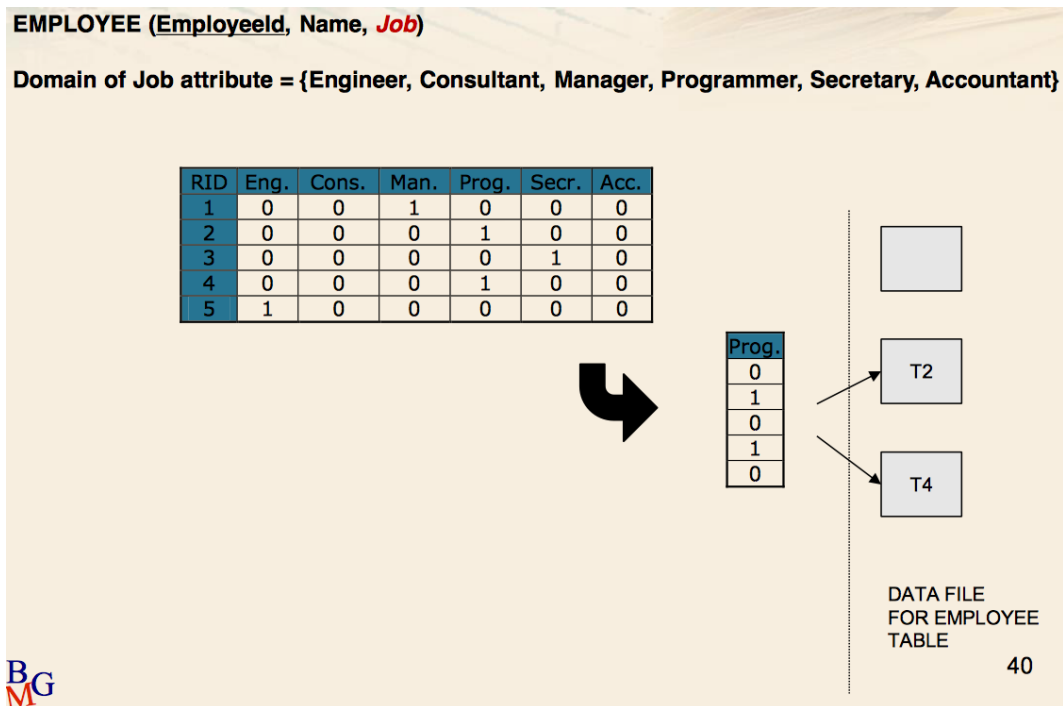 EMPLOYEE (EmployeeId, Name, Job)
Domain of Job attribute = {Engineer, Consultant, Manager, Programmer, Secretary, Accountant}
RID Eng. Cons. Man. Prog. Secr. Acc.
1 0 0 1 0 0 0
2 0 0 0 1 0 0
3 0 0 0 0 1 0
4 0 0 0 1 0 0
5 1 0 0 0 0 0
Prog.
0
1
0
1
0
T2
T4
DATA FILE
FOR EMPLOYEE
TABLE
40
BMG